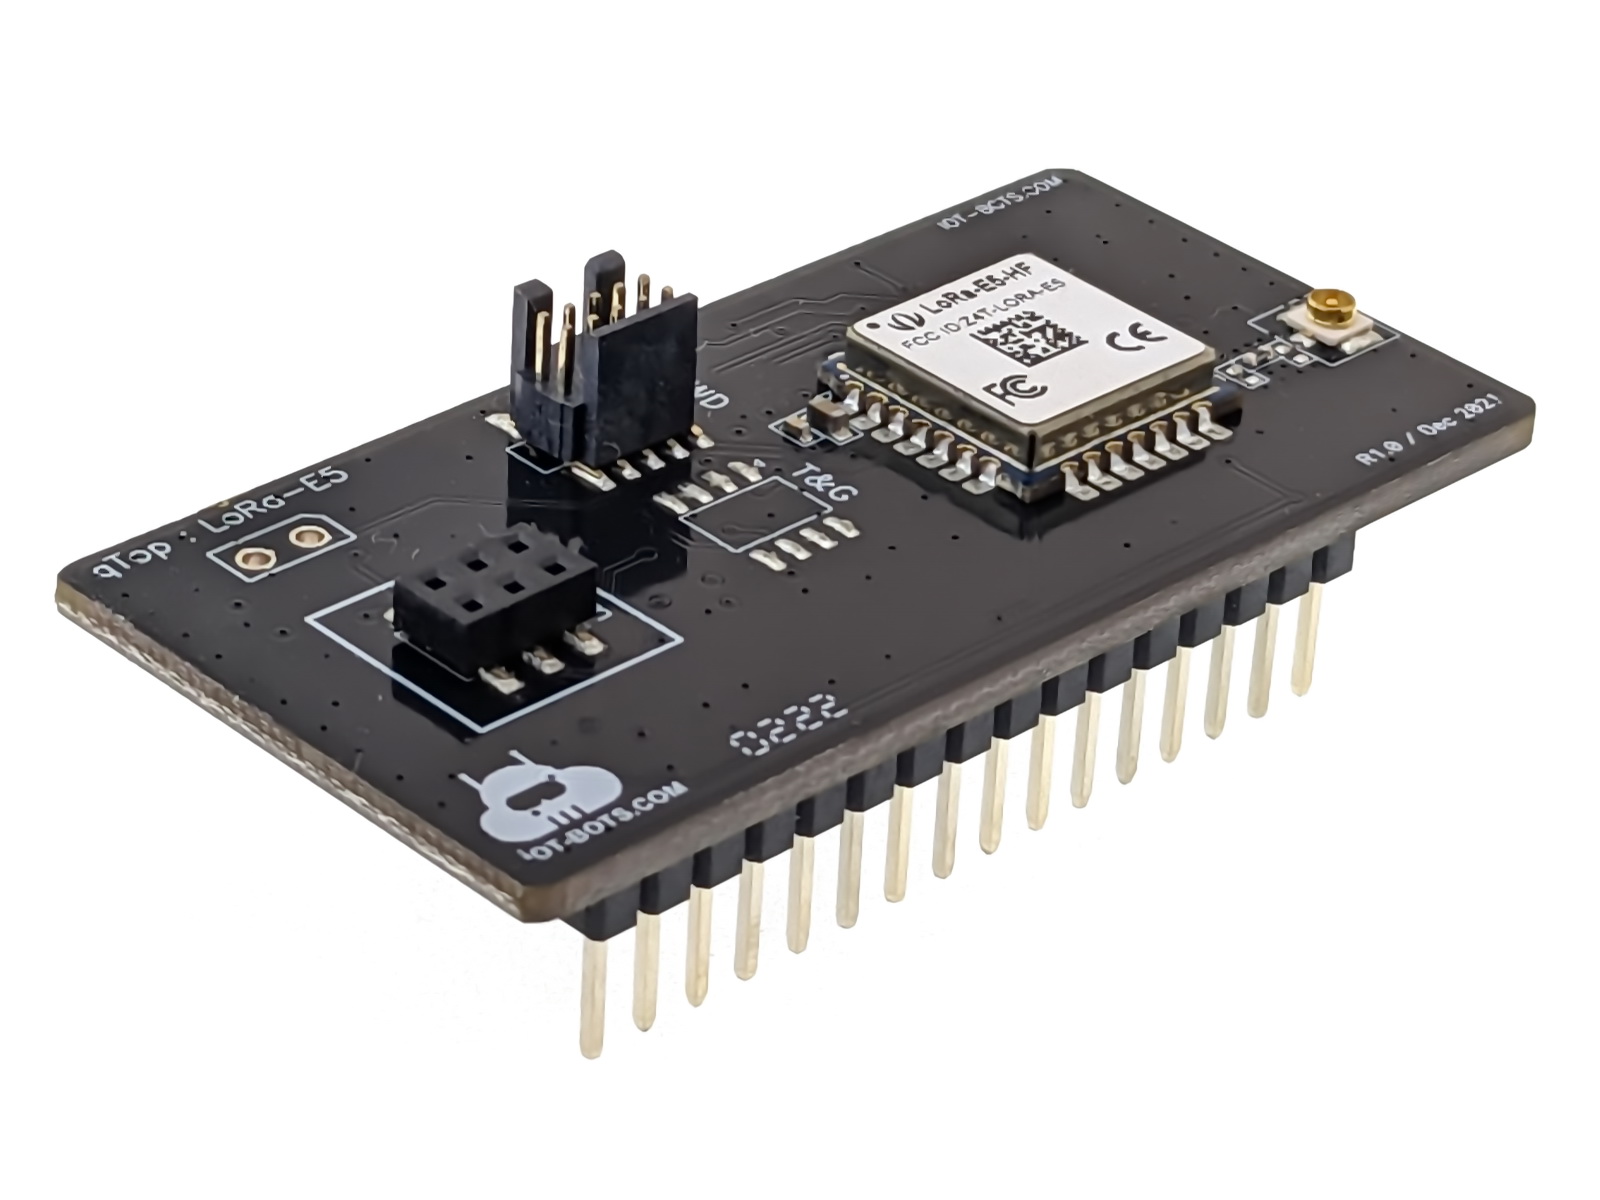 IOT-BOTS.COM
LoRa-E5-HF
FCC ID:Z4T-LORA-E5
CE
FC
R1.0 / Dec 2021
T&G
qTop : LoRa-E5
0222
IOT-BOTS.COM